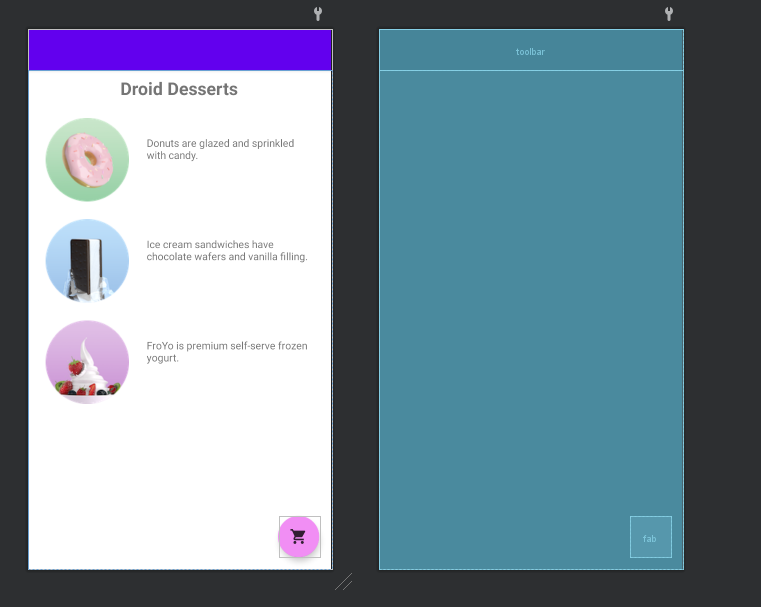 toolbar
Droid Desserts
Donuts are glazed and sprinkled
with candy.
Ice cream sandwiches have
chocolate wafers and vanilla filling.
FroYo is premium self-serve frozen
yogurt.
fab